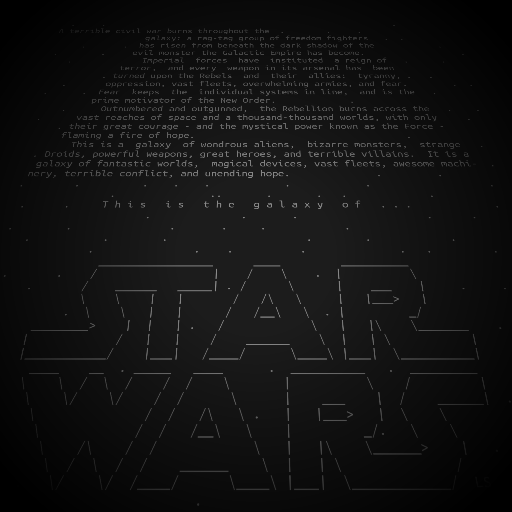 A terrible civil war burns throughout the
galaxy: a rag-tag group of freedom fighters
has risen from beneath the dark shadow of the
evil monster the Galactic Empire has become.
Imperial forces have instituted a reign of
terror, and every weapon in its arsenal has been
turned upon the Rebels and their allies: tyranny,
oppression, vast fleets, overwhelming armies, and fear.
Fear keeps the individual systems in line, and is the
prime motivator of the New Order.
Outnumbered and outgunned, the Rebellion burns across the
vast reaches of space and a thousand-thousand worlds, with only
their great courage - and the mystical power known as the Force -
flaming a fire of hope.
This is a galaxy of wondrous aliens, bizarre monsters, strange
Droids, powerful weapons, great heroes, and terrible villains. It is a
galaxy of fantastic worlds, magical devices, vast fleets, awesome machi-
nery, terrible conflict, and unending hope.
This is the galaxy of ...
STAR
WARS